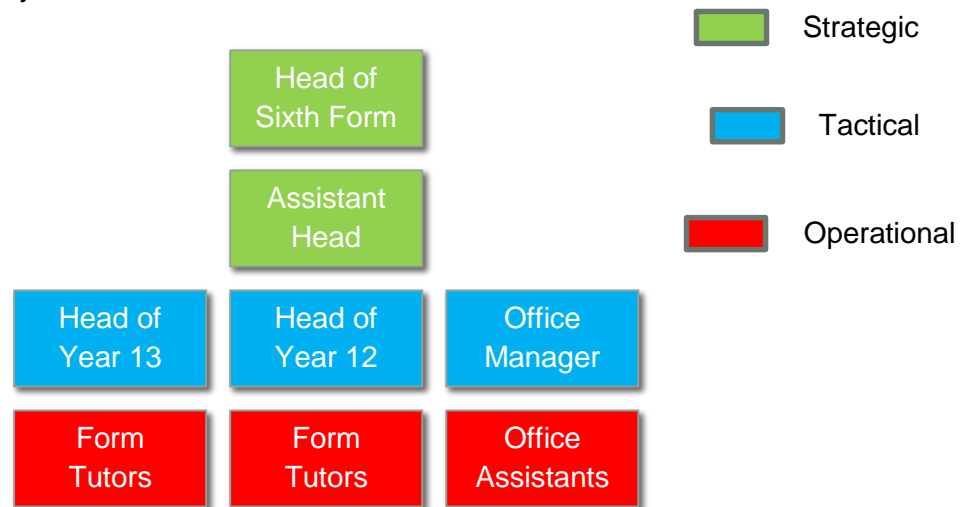 Strategic
Head of
Sixth Form
Tactical
Assistant
Head
Operational
Head of
Year 13
Head of
Year 12
Office
Manager
Form
Tutors
Form
Tutors
Office
Assistants